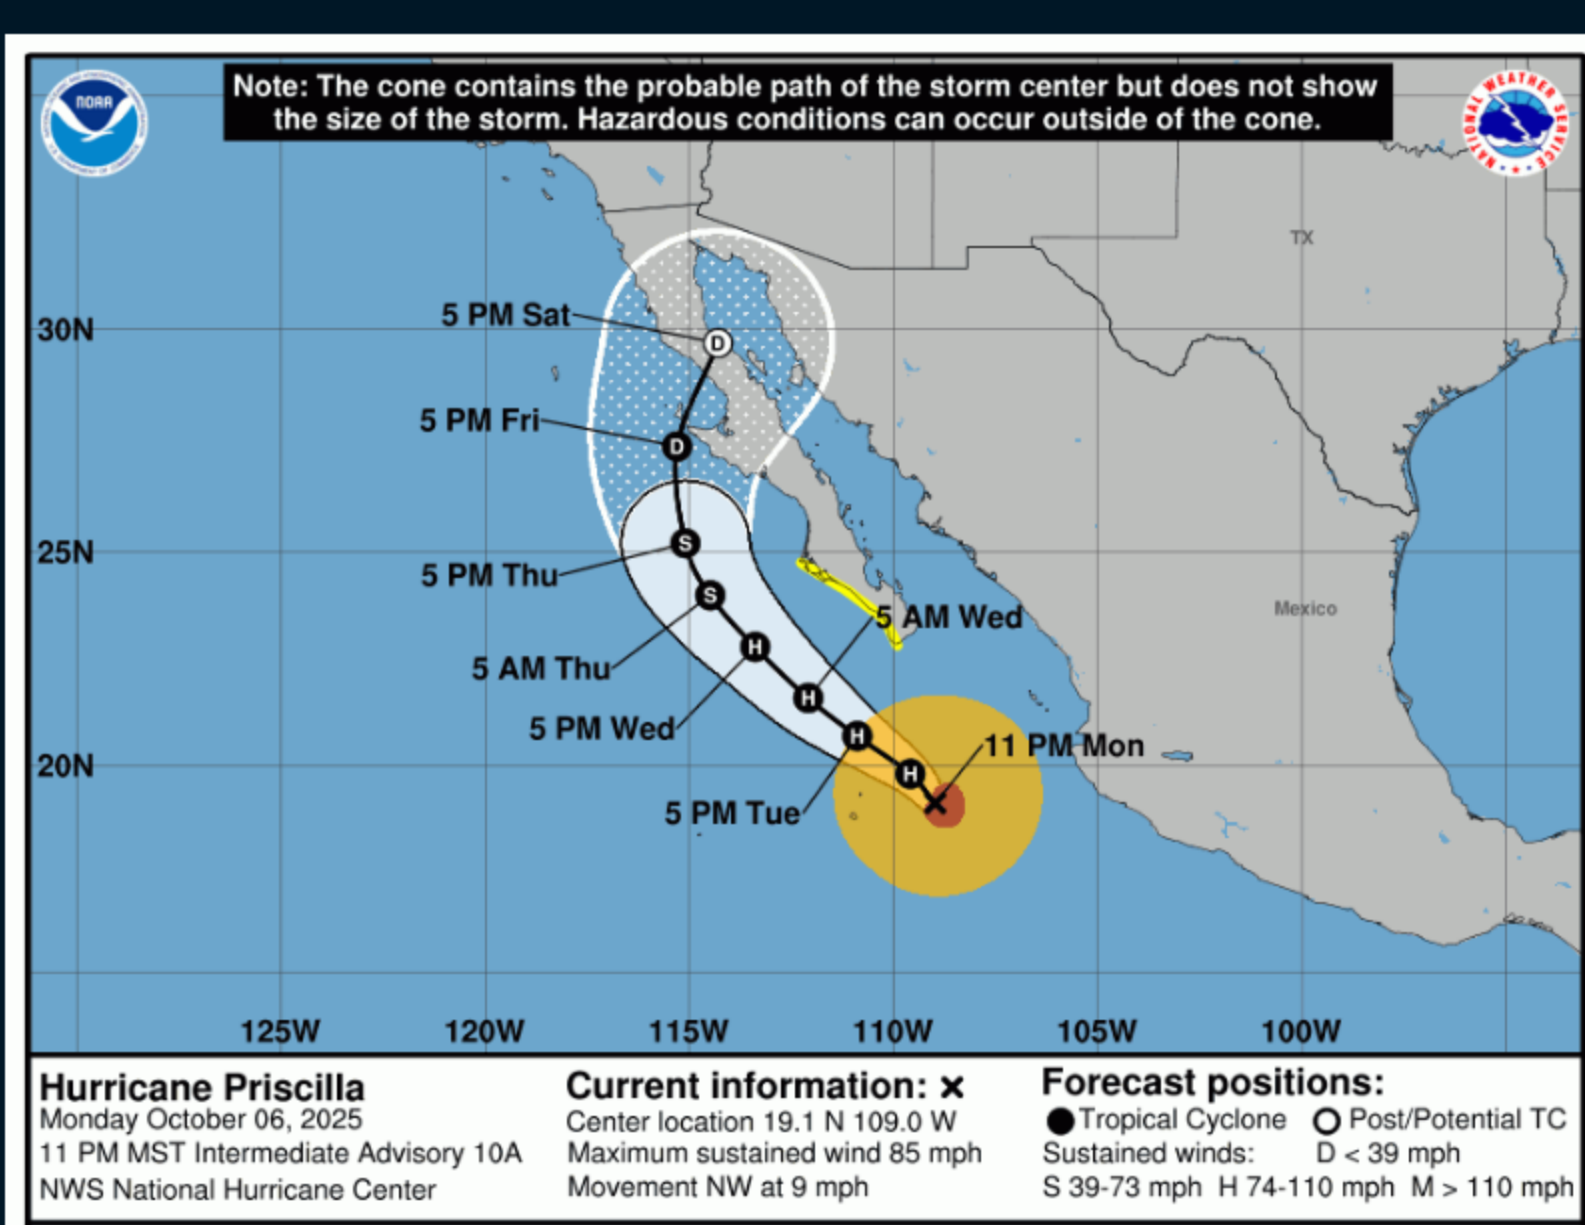 Note: The cone contains the probable path of the storm center but does not show
the size of the storm. Hazardous conditions can occur outside of the cone.
NOAA
NATIONAL WEATHER SERVICE
TX
5 PM Sat
D
30N
5 PM Fri
D
25N
S
5 PM Thu
S
Mexico
5 AM Wed
H
5 AM Thu
H
5 PM Wed
H
11 PM Mon
20N
H
5 PM Tue
125W 120W 115W 110W 105W 100W
Hurricane Priscilla
Monday October 06, 2025
11 PM MST Intermediate Advisory 10A
NWS National Hurricane Center
Current information: ×
Center location 19.1 N 109.0 W
Maximum sustained wind 85 mph
Movement NW at 9 mph
Forecast positions:
Tropical Cyclone Post/Potential TC
Sustained winds: D < 39 mph
S 39-73 mph H 74-110 mph M > 110 mph